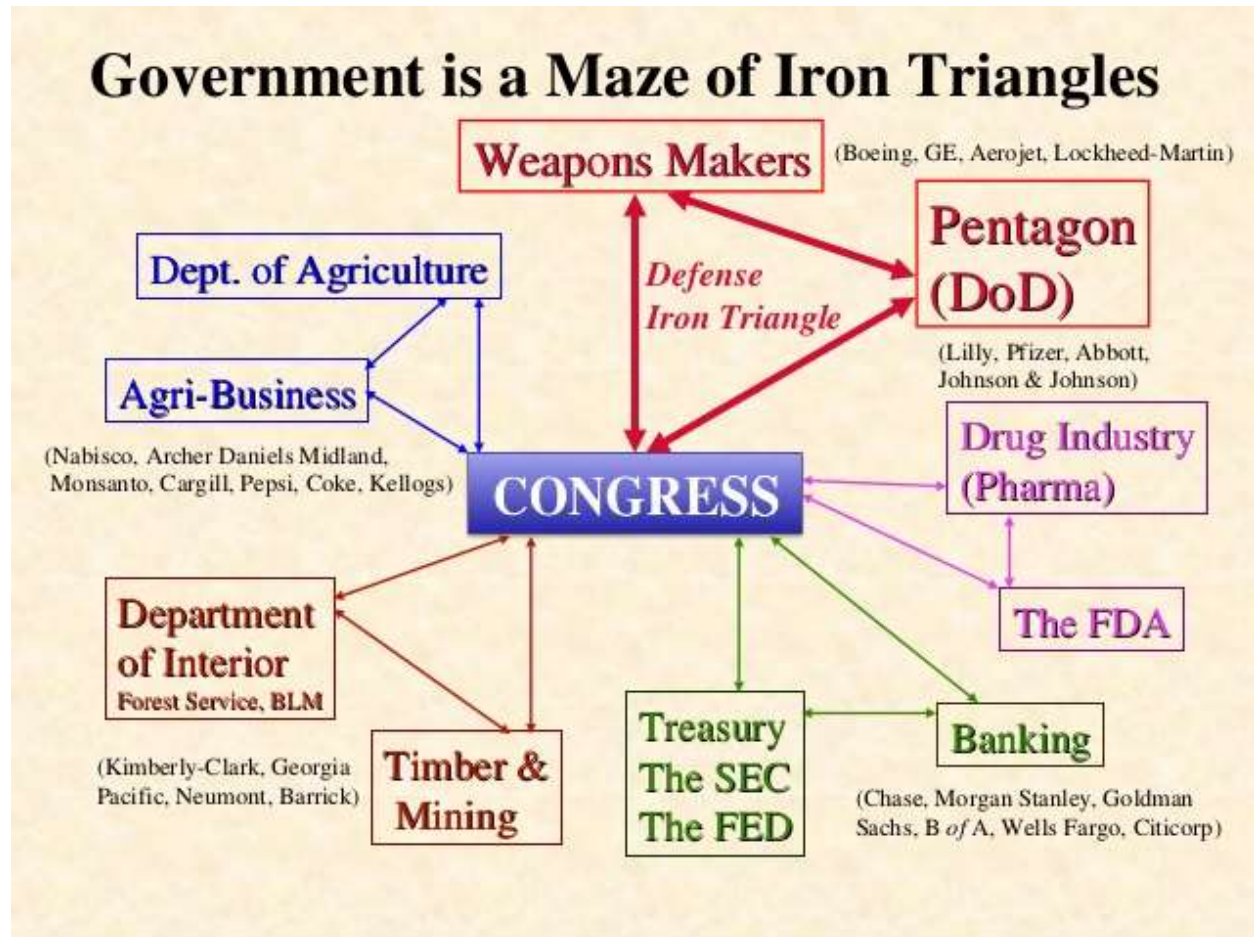 Government is a Maze of Iron Triangles
Weapons Makers
(Boeing, GE, Aerojet, Lockheed-Martin)
Pentagon
(DoD)
Defense
Iron Triangle
Dept. of Agriculture
Agri-Business
(Nabisco, Archer Daniels Midland,
Monsanto, Cargill, Pepsi, Coke, Kellogs)
(Lilly, Pfizer, Abbott,
Johnson & Johnson)
Drug Industry
(Pharma)
CONGRESS
The FDA
Department
of Interior
Forest Service, BLM
(Kimberly-Clark, Georgia
Pacific, Neumont, Barrick)
Timber &
Mining
Treasury
The SEC
The FED
Banking
(Chase, Morgan Stanley, Goldman
Sachs, B of A, Wells Fargo, Citicorp)